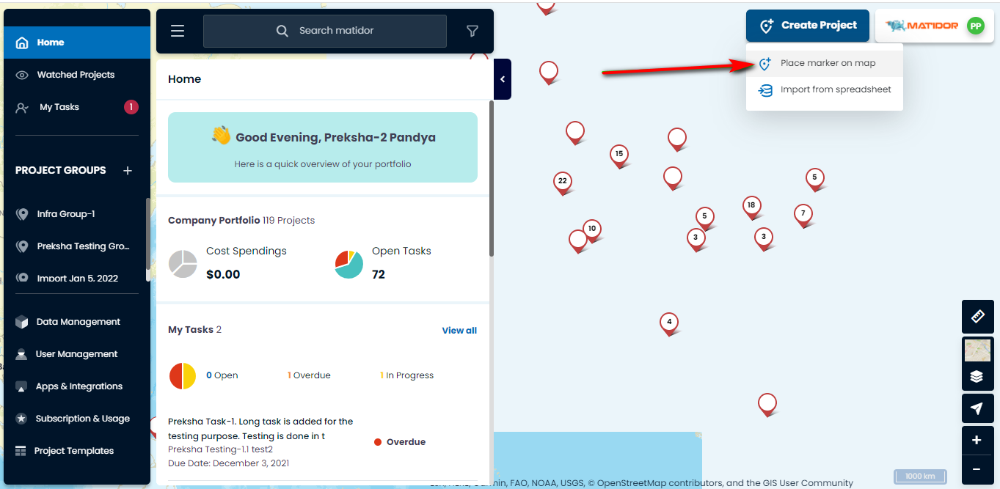 Home
Watched Projects
My Tasks
1
PROJECT GROUPS +
Infra Group-1
Preksha Testing Gro...
Import Jan 5, 2022
Data Management
User Management
Apps & Integrations
Subscription & Usage
Project Templates
Search matidor
Home
Good Evening, Preksha-2 Pandya
Here is a quick overview of your portfolio
Company Portfolio 119 Projects
Cost Spendings
$0.00
Open Tasks
72
My Tasks 2
View all
0 Open
1 Overdue
1 In Progress
Preksha Task-1. Long task is added for the
testing purpose. Testing is done in t
Preksha Testing-1.1 test2
Due Date: December 3, 2021
Overdue
Create Project
MATIDOR
PP
Place marker on map
Import from spreadsheet
15
22
5
18
5
7
10
3
3
4
+
−
1000 km
FAO, NOAA, USGS, © OpenStreetMap contributors, and the GIS User Community